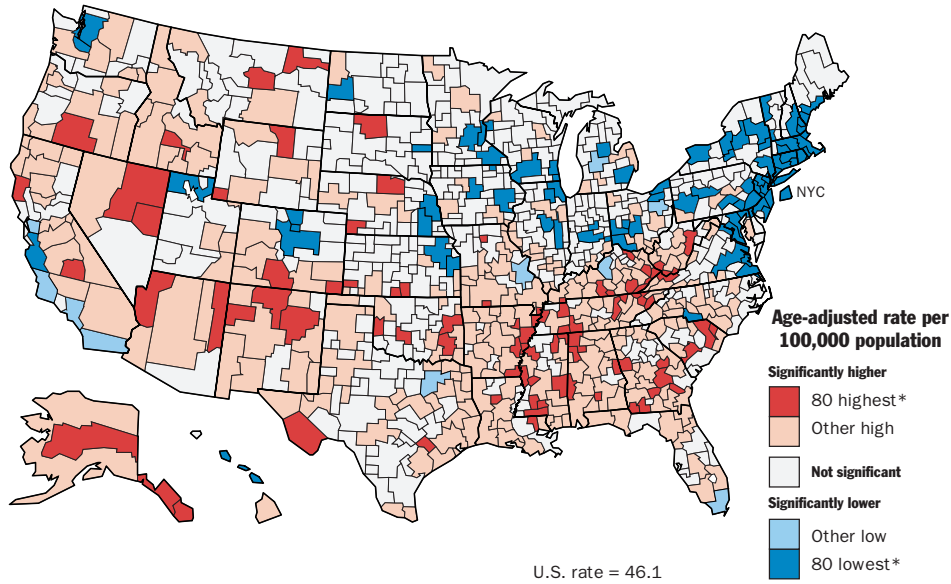 NYC
Age-adjusted rate per
100,000 population
Significantly higher
80 highest*
Other high
Not significant
Significantly lower
Other low
80 lowest*
U.S. rate = 46.1